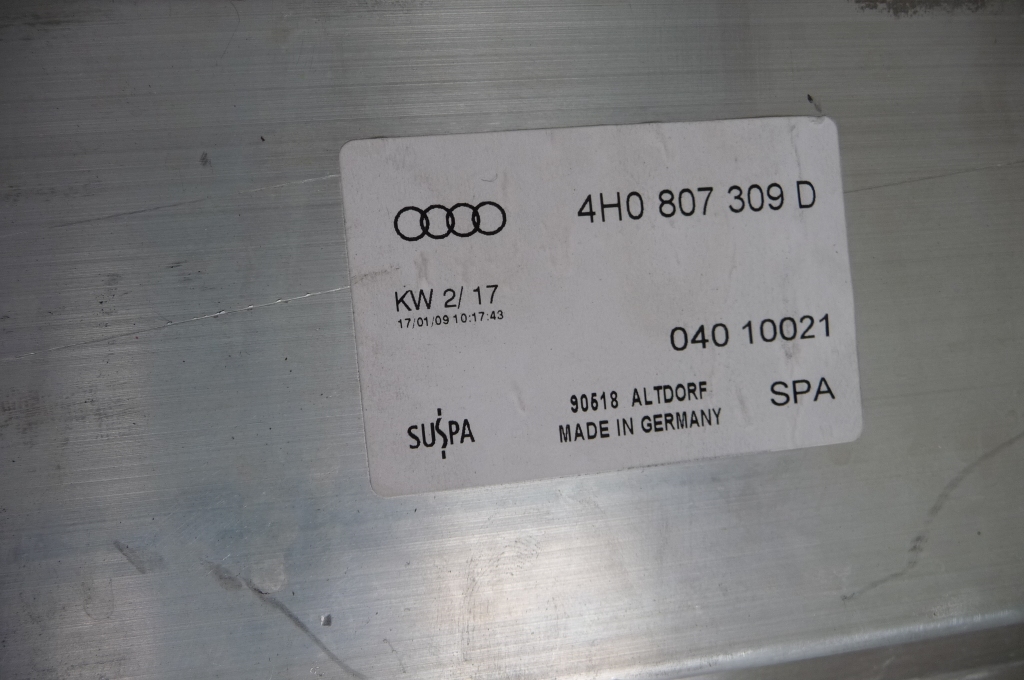 4H0 807 309 D
KW 2/ 17
17/01/09 10:17:43
040 10021
90518 ALTDORF
SPA
MADE IN GERMANY
SUSPA